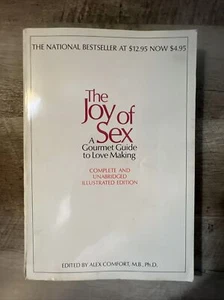 THE NATIONAL BESTSELLER AT $12.95 NOW $4.95
The
Joy of
Sex
A
Gourmet Guide
to Love Making
COMPLETE AND
UNABRIDGED
ILLUSTRATED EDITION
EDITED BY ALEX COMFORT, M.B., Ph.D.